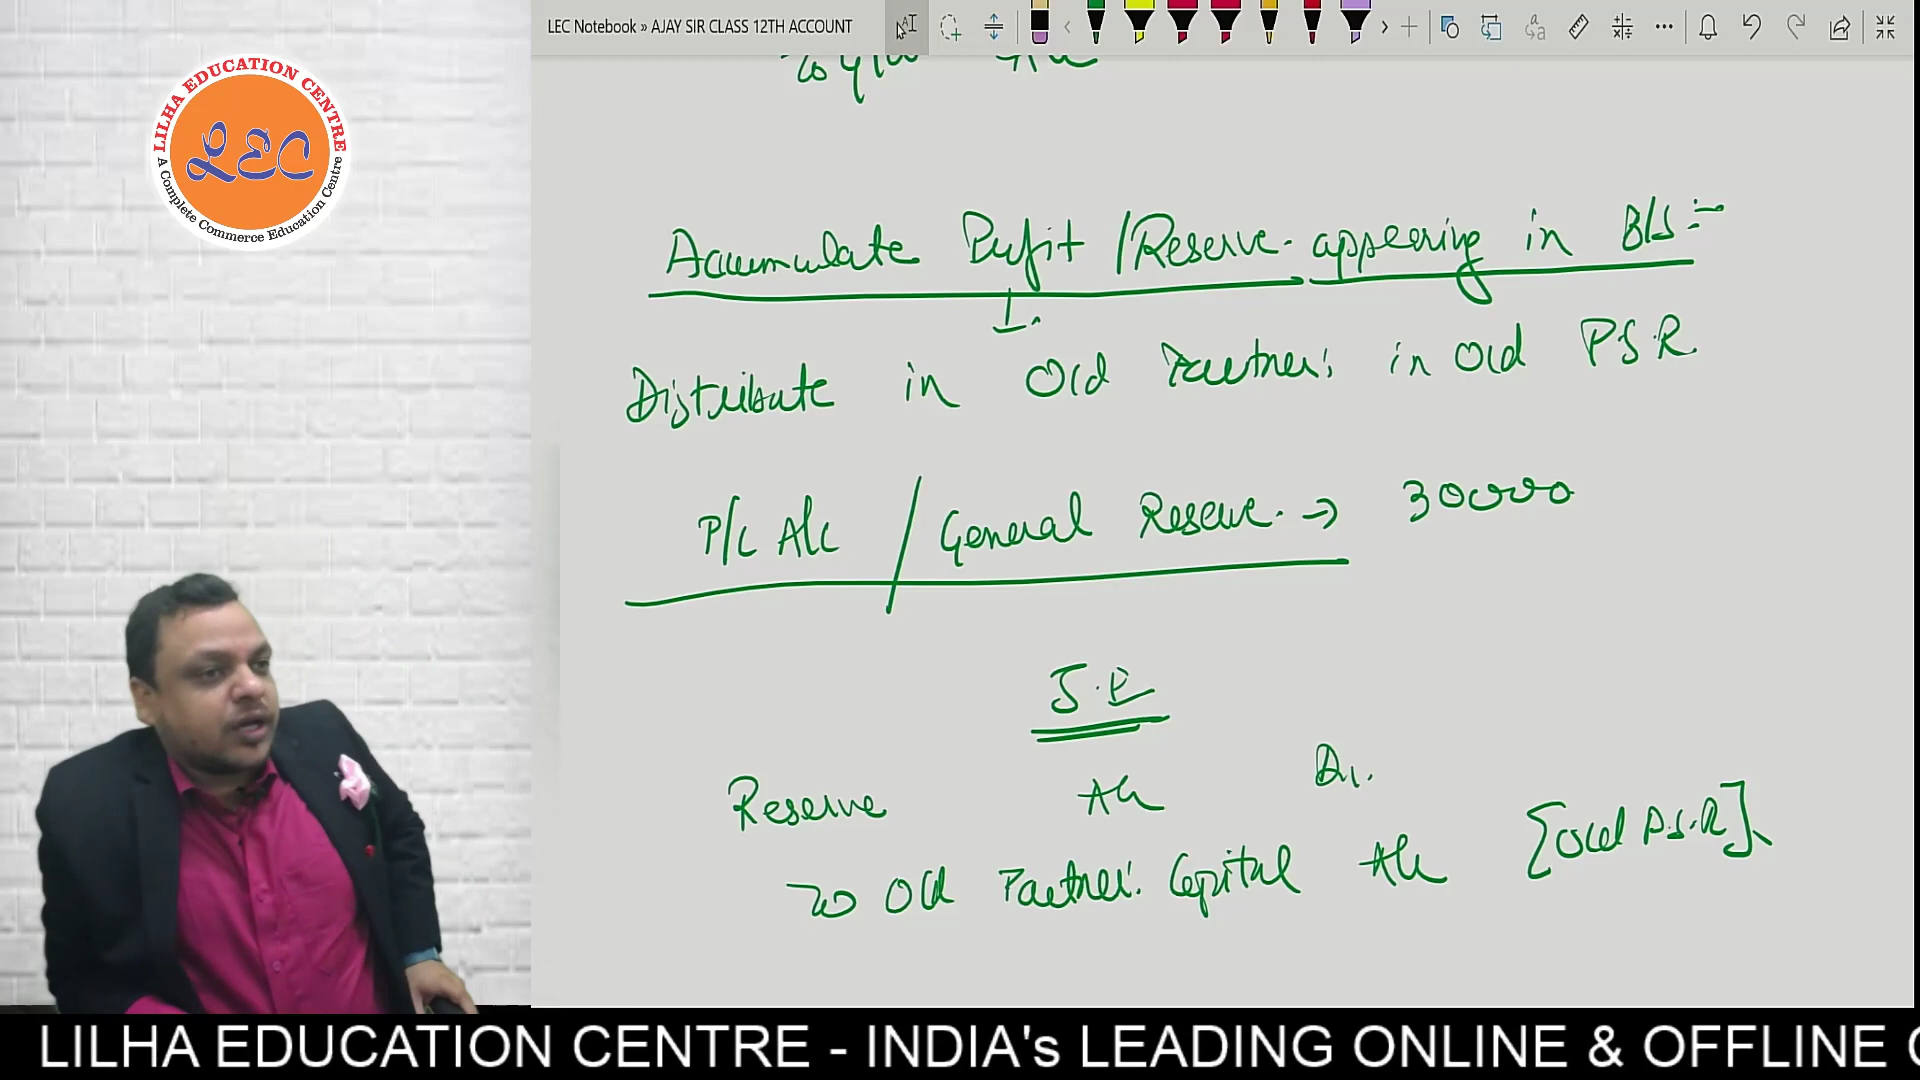 LEC Notebook » AJAY SIR CLASS 12TH ACCOUNT
LILHA EDUCATION CENTRE
LEC
A Complete Commerce Education Centre
Accumulate Profit / Reserve appearing in B/S :-
Distribute in Old Partner's in Old P.S.R
P/L A/c / General Reserve → 30000
J.E
Reserve A/c Dr.
To Old Partner's Capital A/c [Old P.S.R]
LILHA EDUCATION CENTRE - INDIA's LEADING ONLINE & OFFLINE